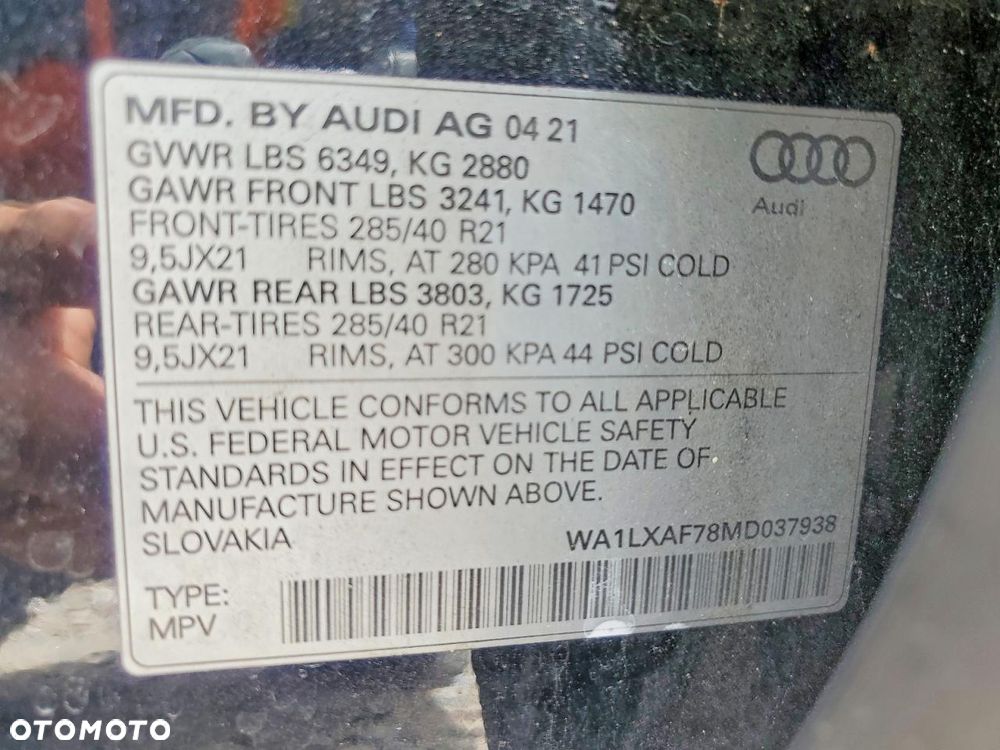 MFD. BY AUDI AG 04 21
GVWR LBS 6349, KG 2880
GAWR FRONT LBS 3241, KG 1470
FRONT-TIRES 285/40 R21
9,5JX21 RIMS, AT 280 KPA 41 PSI COLD
GAWR REAR LBS 3803, KG 1725
REAR-TIRES 285/40 R21
9,5JX21 RIMS, AT 300 KPA 44 PSI COLD
Audi
THIS VEHICLE CONFORMS TO ALL APPLICABLE
U.S. FEDERAL MOTOR VEHICLE SAFETY
STANDARDS IN EFFECT ON THE DATE OF
MANUFACTURE SHOWN ABOVE.
SLOVAKIA WA1LXAF78MD037938
TYPE:
MPV
OTOMOTO